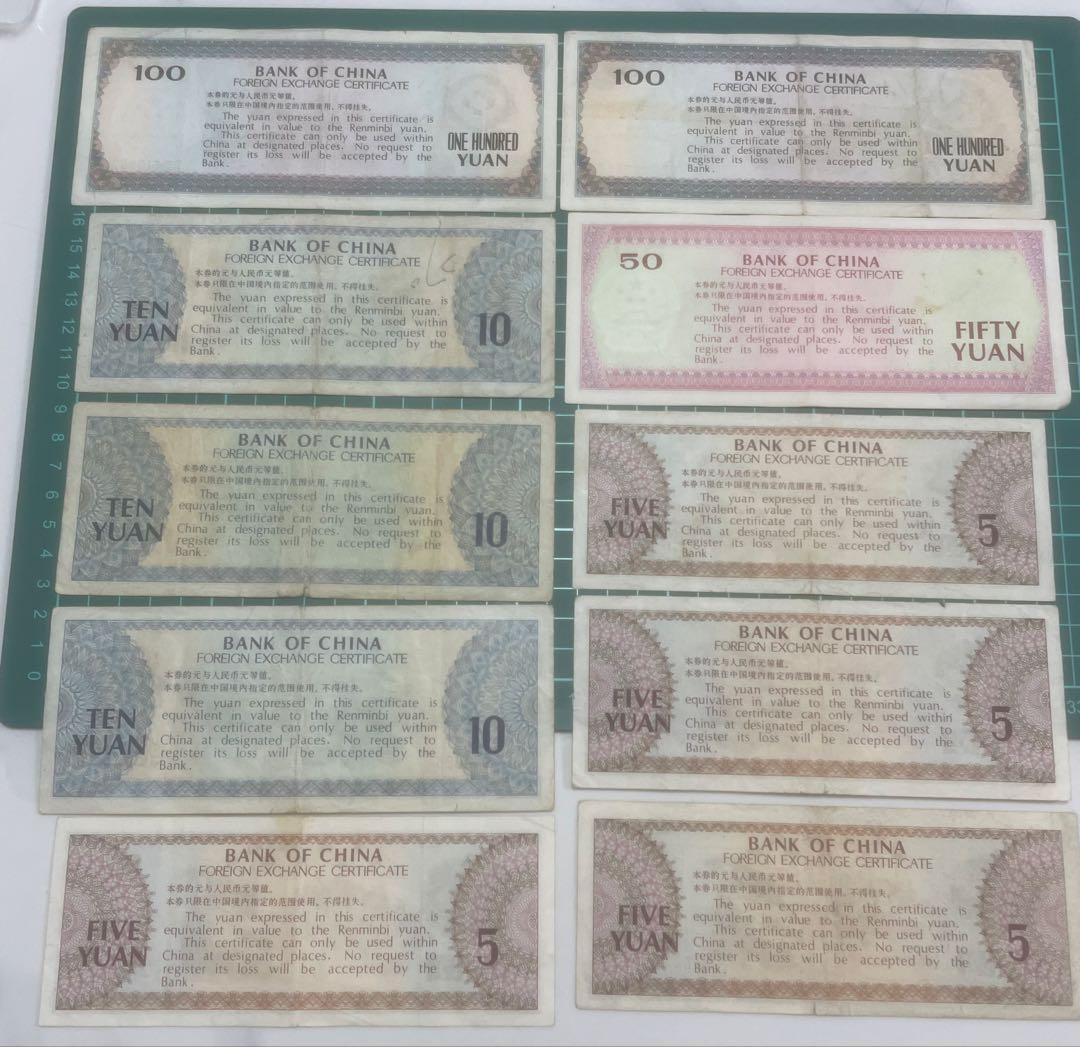 100
BANK OF CHINA
FOREIGN EXCHANGE CERTIFICATE
本券的元与人民币元等值。
本券只限在中国境内指定的范围使用,不得挂失。
The yuan expressed in this certificate is
equivalent in value to the Renminbi yuan.
This certificate can only be used within
China at designated places. No request to
register its loss will be accepted by the
Bank.
ONE HUNDRED
YUAN
100
BANK OF CHINA
FOREIGN EXCHANGE CERTIFICATE
本券的元与人民币元等值。
本券只限在中国境内指定的范围使用,不得挂失。
The yuan expressed in this certificate is
equivalent in value to the Renminbi yuan.
This certificate can only be used within
China at designated places. No request to
register its loss will be accepted by the
Bank.
ONE HUNDRED
YUAN
BANK OF CHINA
FOREIGN EXCHANGE CERTIFICATE
本券的元与人民币元等值。
本券只限在中国境内指定的范围使用,不得挂失。
The yuan expressed in this certificate is
equivalent in value to the Renminbi yuan.
This certificate can only be used within
China at designated places. No request to
register its loss will be accepted by the
Bank.
TEN
YUAN
10
50
BANK OF CHINA
FOREIGN EXCHANGE CERTIFICATE
本券的元与人民币元等值。
本券只限在中国境内指定的范围使用,不得挂失。
The yuan expressed in this certificate is
equivalent in value to the Renminbi yuan.
This certificate can only be used within
China at designated places. No request to
register its loss will be accepted by the
Bank.
FIFTY
YUAN
BANK OF CHINA
FOREIGN EXCHANGE CERTIFICATE
本券的元与人民币元等值。
本券只限在中国境内指定的范围使用,不得挂失。
The yuan expressed in this certificate is
equivalent in value to the Renminbi yuan.
This certificate can only be used within
China at designated places. No request to
register its loss will be accepted by the
Bank.
TEN
YUAN
10
BANK OF CHINA
FOREIGN EXCHANGE CERTIFICATE
本券的元与人民币元等值。
本券只限在中国境内指定的范围使用,不得挂失。
The yuan expressed in this certificate is
equivalent in value to the Renminbi yuan.
This certificate can only be used within
China at designated places. No request to
register its loss will be accepted by the
Bank.
FIVE
YUAN
5
BANK OF CHINA
FOREIGN EXCHANGE CERTIFICATE
本券的元与人民币元等值。
本券只限在中国境内指定的范围使用,不得挂失。
The yuan expressed in this certificate is
equivalent in value to the Renminbi yuan.
This certificate can only be used within
China at designated places. No request to
register its loss will be accepted by the
Bank.
TEN
YUAN
10
BANK OF CHINA
FOREIGN EXCHANGE CERTIFICATE
本券的元与人民币元等值。
本券只限在中国境内指定的范围使用,不得挂失。
The yuan expressed in this certificate is
equivalent in value to the Renminbi yuan.
This certificate can only be used within
China at designated places. No request to
register its loss will be accepted by the
Bank.
FIVE
YUAN
5
BANK OF CHINA
FOREIGN EXCHANGE CERTIFICATE
本券的元与人民币元等值。
本券只限在中国境内指定的范围使用,不得挂失。
The yuan expressed in this certificate is
equivalent in value to the Renminbi yuan.
This certificate can only be used within
China at designated places. No request to
register its loss will be accepted by the
Bank.
FIVE
YUAN
5
BANK OF CHINA
FOREIGN EXCHANGE CERTIFICATE
本券的元与人民币元等值。
本券只限在中国境内指定的范围使用,不得挂失。
The yuan expressed in this certificate is
equivalent in value to the Renminbi yuan.
This certificate can only be used within
China at designated places. No request to
register its loss will be accepted by the
Bank.
FIVE
YUAN
5
16
15
14
13
12
11
10
9
8
7
6
5
4
3
2
1
0
33